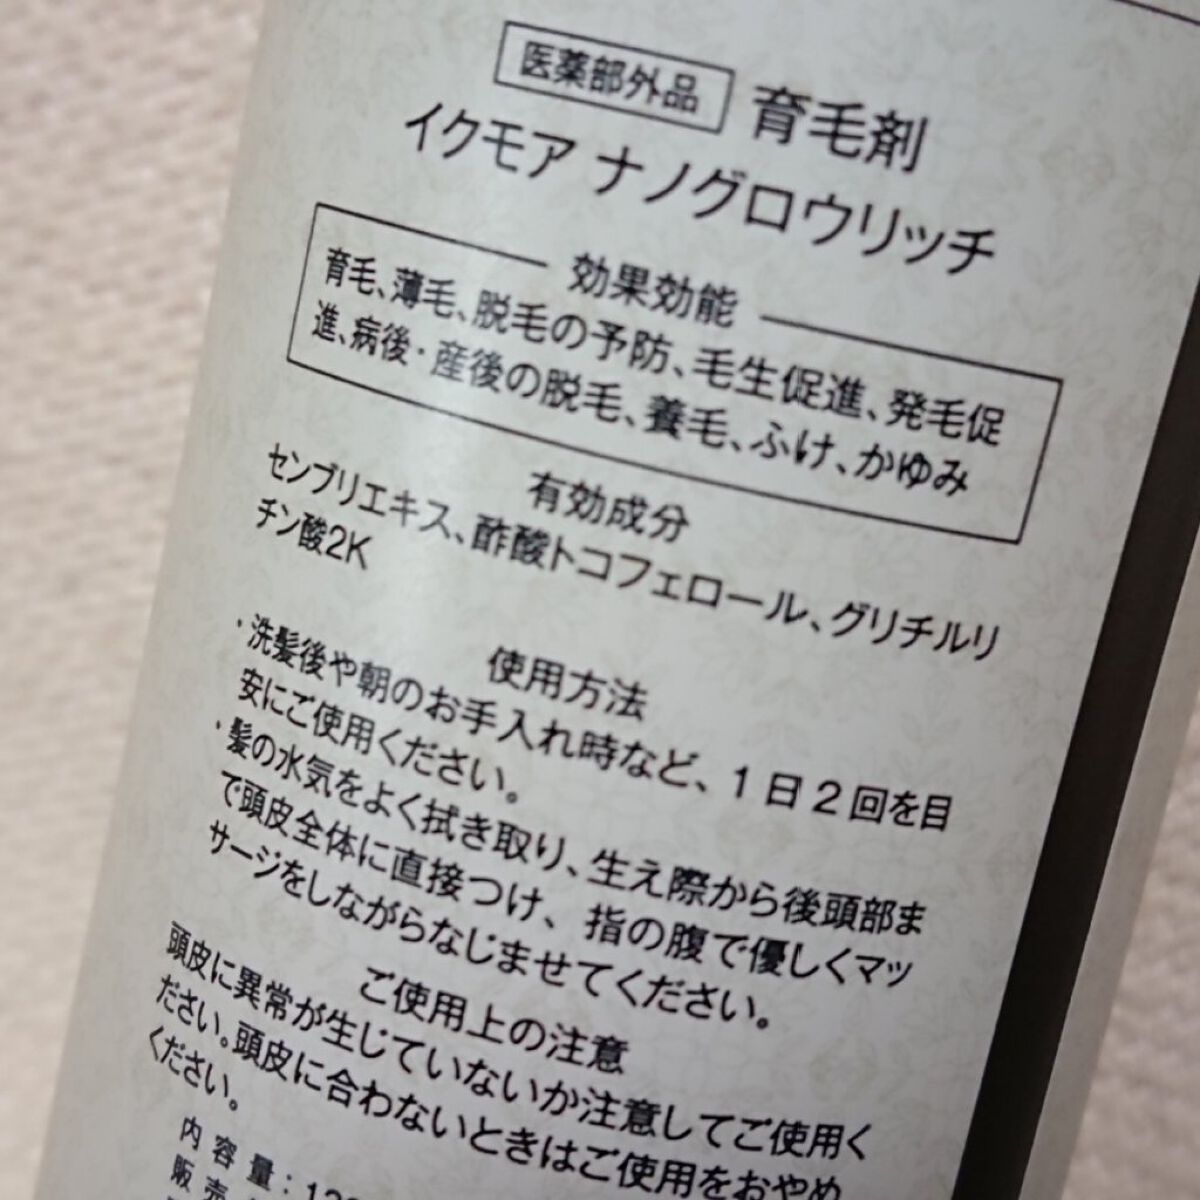 医薬部外品 育毛剤
イクモア ナノグロウリッチ
効果効能
育毛、薄毛、脱毛の予防、毛生促進、発毛促
進、病後・産後の脱毛、養毛、ふけ、かゆみ
有効成分
センブリエキス、酢酸トコフェロール、グリチルリ
チン酸2K
使用方法
・洗髪後や朝のお手入れ時など、1日2回を目
安にご使用ください。
・髪の水気をよく拭き取り、生え際から後頭部ま
で頭皮全体に直接つけ、指の腹で優しくマッ
サージをしながらなじませてください。
ご使用上の注意
頭皮に異常が生じていないか注意してご使用く
ださい。頭皮に合わないときはご使用をおやめ
ください。
内容量:
販売